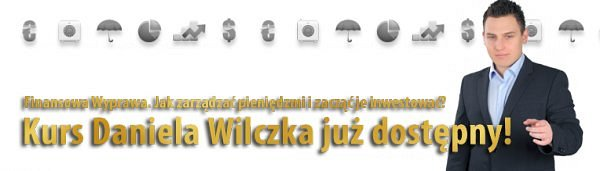 Finansowa Wyprawa. Jak zarządzać pieniędzmi i zacząć je inwestować?
Kurs Daniela Wilczka już dostępny!